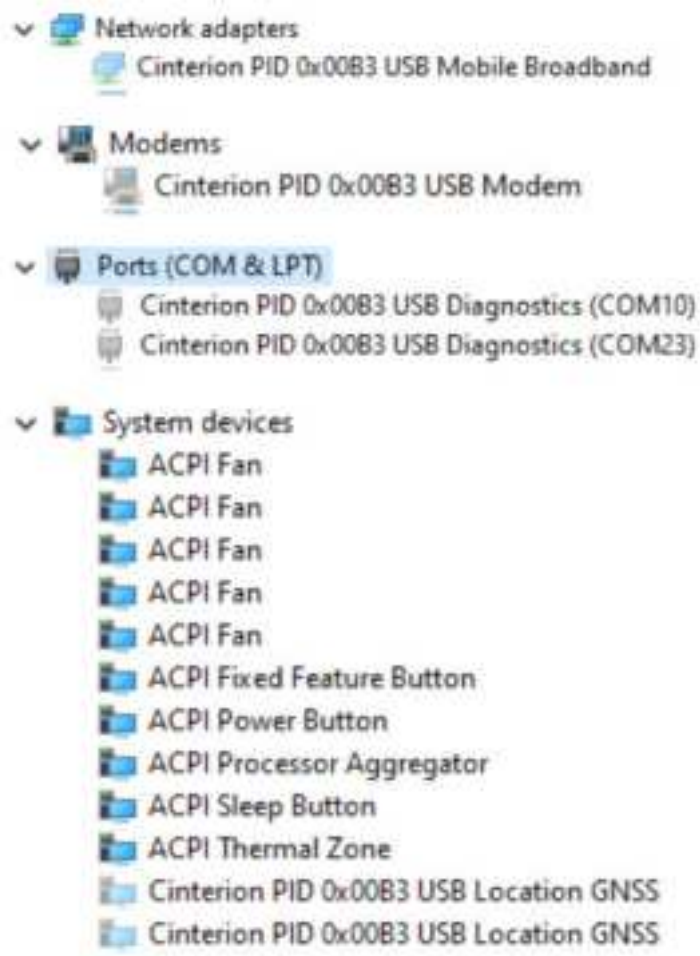 Network adapters
Cinterion PID 0x00B3 USB Mobile Broadband
Modems
Cinterion PID 0x00B3 USB Modem
Ports (COM & LPT)
Cinterion PID 0x00B3 USB Diagnostics (COM10)
Cinterion PID 0x00B3 USB Diagnostics (COM23)
System devices
ACPI Fan
ACPI Fan
ACPI Fan
ACPI Fan
ACPI Fan
ACPI Fixed Feature Button
ACPI Power Button
ACPI Processor Aggregator
ACPI Sleep Button
ACPI Thermal Zone
Cinterion PID 0x00B3 USB Location GNSS
Cinterion PID 0x00B3 USB Location GNSS